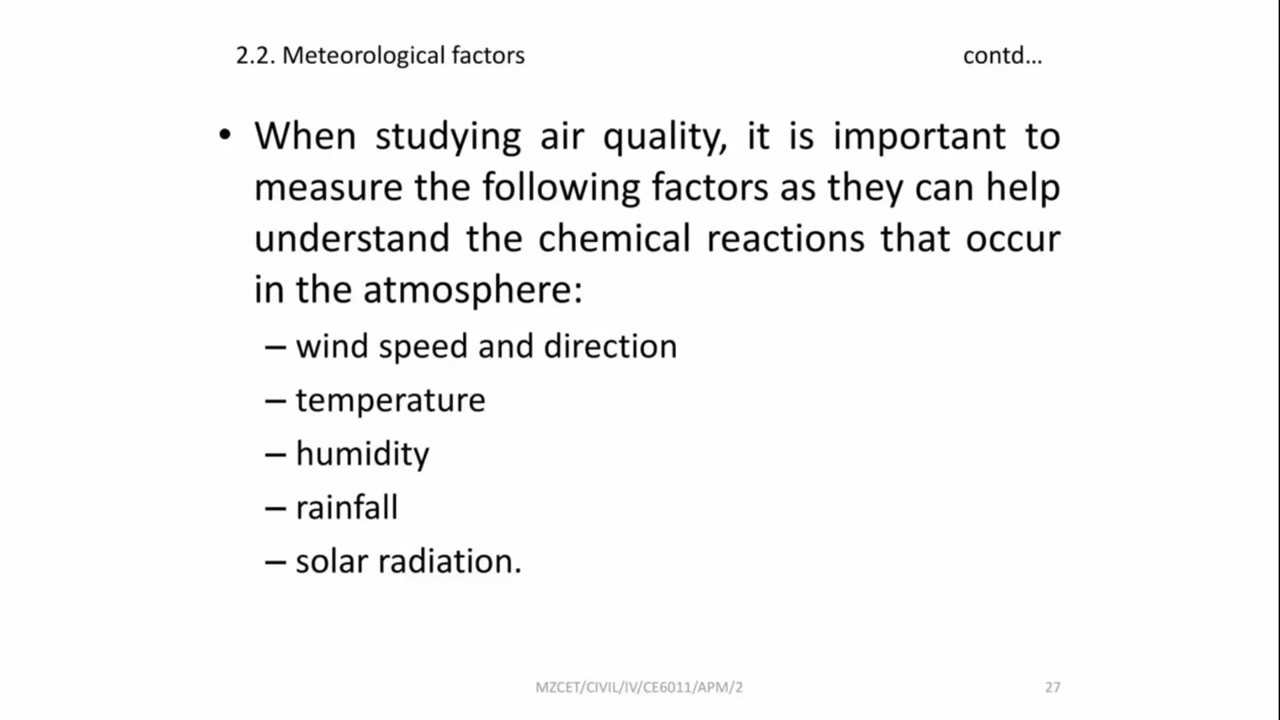 2.2. Meteorological factors contd...
• When studying air quality, it is important to
measure the following factors as they can help
understand the chemical reactions that occur
in the atmosphere:
– wind speed and direction
– temperature
– humidity
– rainfall
– solar radiation.
MZCET/CIVIL/IV/CE6011/APM/2 27